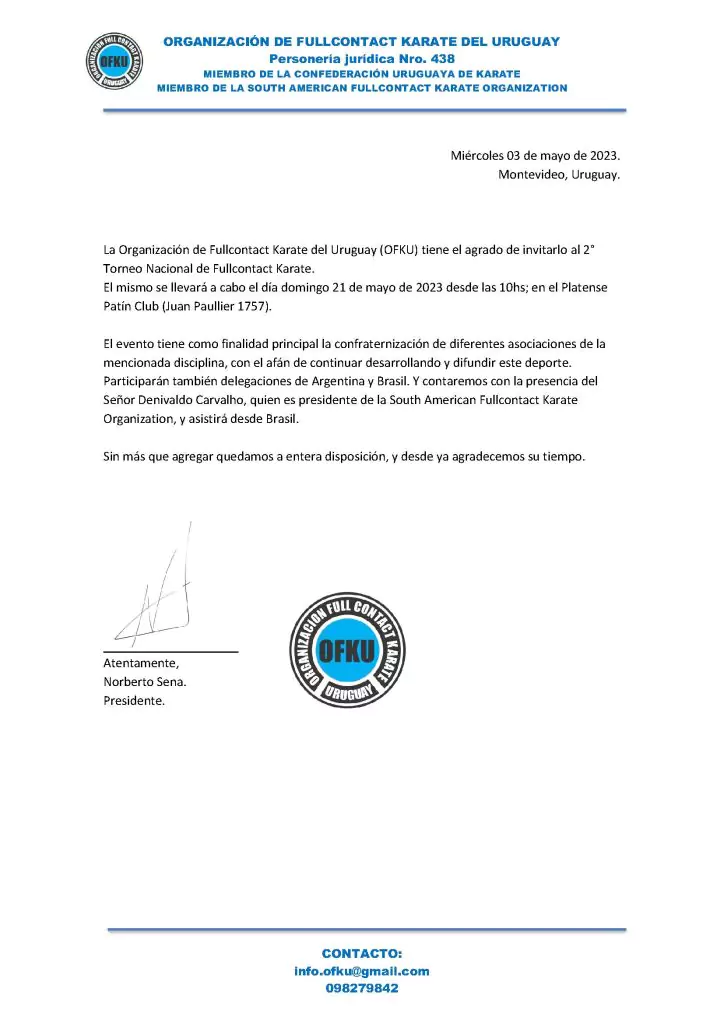 ORGANIZACIÓN DE FULLCONTACT KARATE DEL URUGUAY
Personería jurídica Nro. 438
MIEMBRO DE LA CONFEDERACIÓN URUGUAYA DE KARATE
MIEMBRO DE LA SOUTH AMERICAN FULLCONTACT KARATE ORGANIZATION
ORGANIZACIÓN FULL CONTACT KARATE
OFKU
URUGUAY
Miércoles 03 de mayo de 2023.
Montevideo, Uruguay.
La Organización de Fullcontact Karate del Uruguay (OFKU) tiene el agrado de invitarlo al 2°
Torneo Nacional de Fullcontact Karate.
El mismo se llevará a cabo el día domingo 21 de mayo de 2023 desde las 10hs; en el Platense
Patín Club (Juan Paullier 1757).
El evento tiene como finalidad principal la confraternización de diferentes asociaciones de la
mencionada disciplina, con el afán de continuar desarrollando y difundir este deporte.
Participarán también delegaciones de Argentina y Brasil. Y contaremos con la presencia del
Señor Denivaldo Carvalho, quien es presidente de la South American Fullcontact Karate
Organization, y asistirá desde Brasil.
Sin más que agregar quedamos a entera disposición, y desde ya agradecemos su tiempo.
Atentamente,
Norberto Sena.
Presidente.
ORGANIZACIÓN FULL CONTACT KARATE
OFKU
URUGUAY
CONTACTO:
info.ofku@gmail.com
098279842